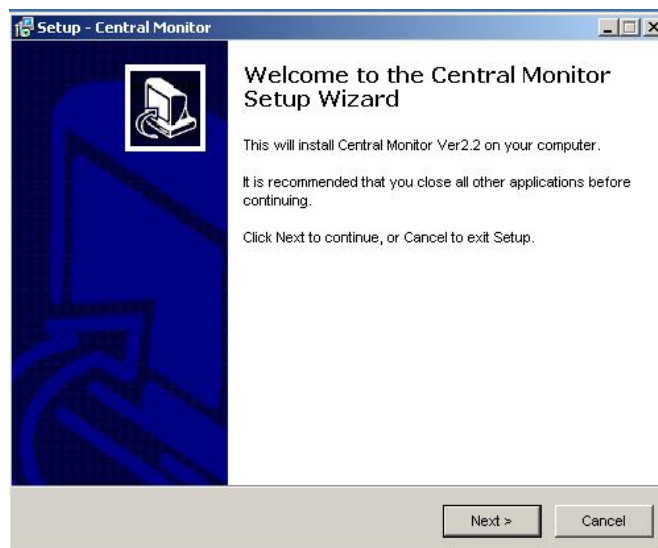 Setup - Central Monitor
Welcome to the Central Monitor
Setup Wizard
This will install Central Monitor Ver2.2 on your computer.
It is recommended that you close all other applications before
continuing.
Click Next to continue, or Cancel to exit Setup.
Next >
Cancel